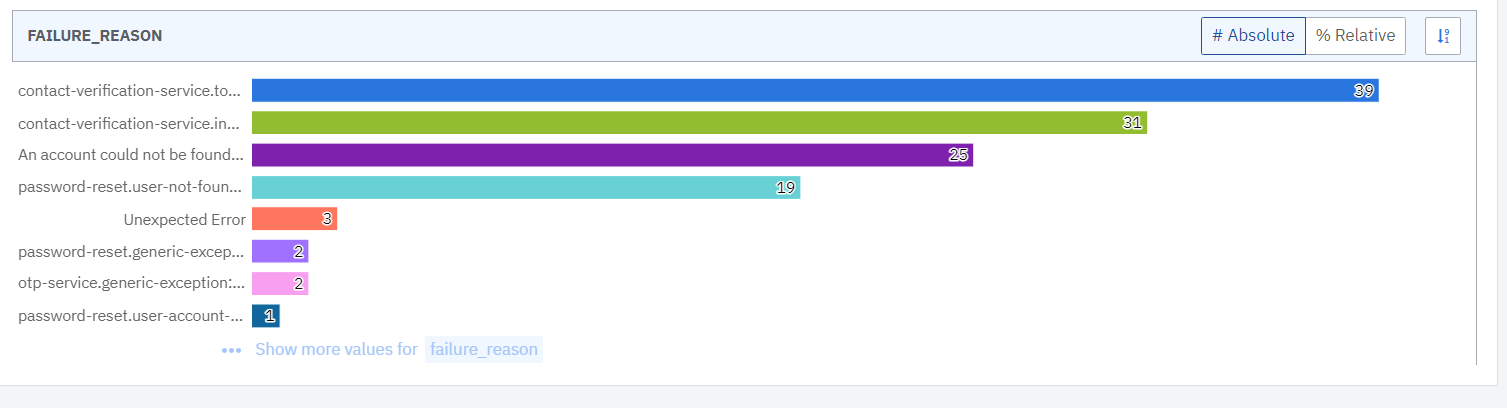 FAILURE_REASON
# Absolute
% Relative
9
1
contact-verification-service.to...
39
contact-verification-service.in...
31
An account could not be found...
25
password-reset.user-not-foun...
19
Unexpected Error
3
password-reset.generic-excep...
2
otp-service.generic-exception:...
2
password-reset.user-account-...
1
••• Show more values for failure_reason